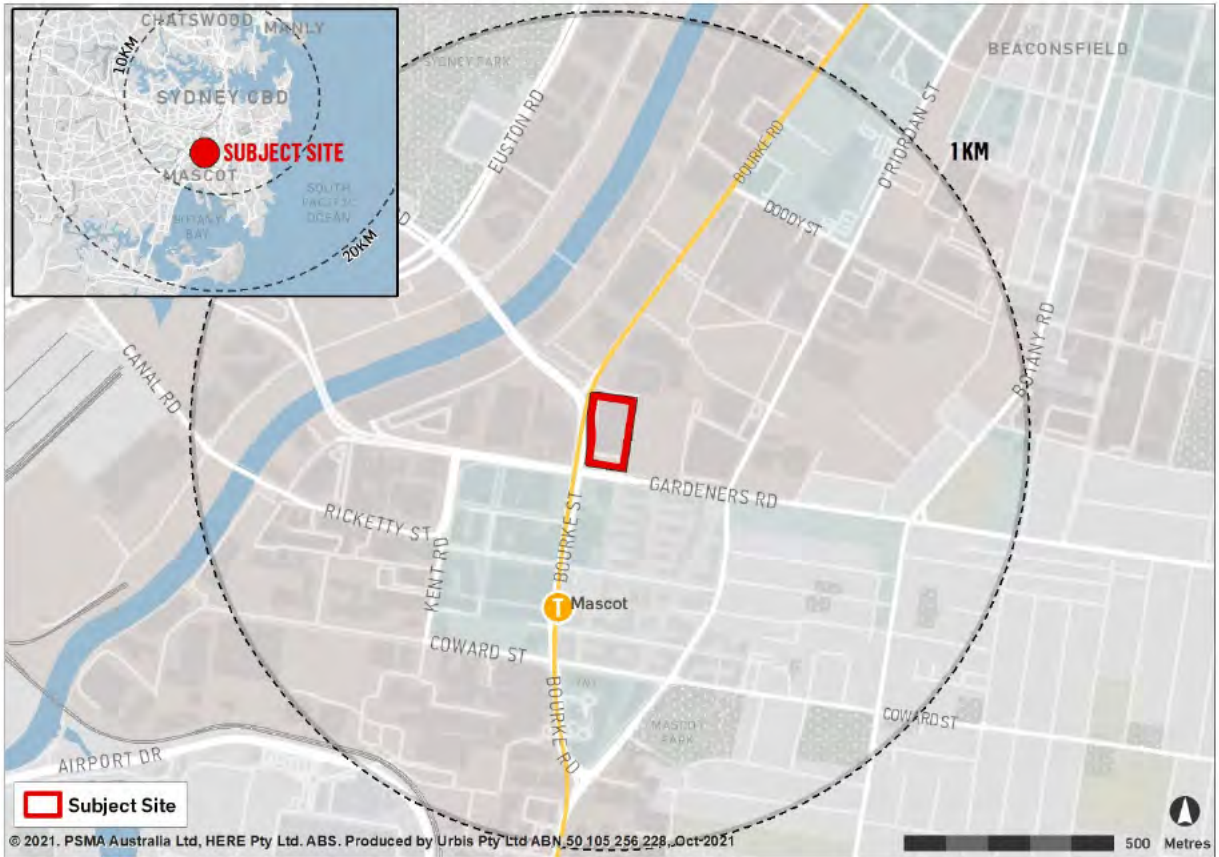 CHATSWOOD
MANLY
10KM
SYDNEY CBD
SUBJECT SITE
MASCOT
SOUTH
PACIFIC
OCEAN
BOTANY
BAY
20KM
SYDNEY PARK
EUSTON RD
BOURKE RD
O'RIORDAN ST
BEACONSFIELD
1KM
DOODY ST
BOTANY RD
CANAL RD
RICKETTY ST
KENT RD
BOURKE ST
GARDENERS RD
T Mascot
COWARD ST
BOURKE RD
MASCOT
PARK
COWARD ST
AIRPORT DR
Subject Site
© 2021. PSMA Australia Ltd, HERE Pty Ltd. ABS. Produced by Urbis Pty Ltd ABN 50 105 256 228, Oct-2021
500 Metres